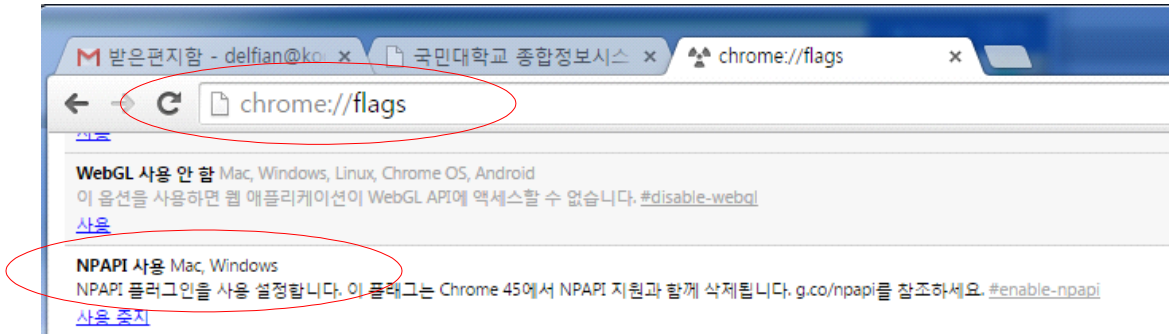 받은편지함 - delfian@ko
국민대학교 종합정보시스
chrome://flags
chrome://flags
사용
WebGL 사용 안 함 Mac, Windows, Linux, Chrome OS, Android
이 옵션을 사용하면 웹 애플리케이션이 WebGL API에 액세스할 수 없습니다. #disable-webgl
사용
NPAPI 사용 Mac, Windows
NPAPI 플러그인을 사용 설정합니다. 이 플래그는 Chrome 45에서 NPAPI 지원과 함께 삭제됩니다. g.co/npapi를 참조하세요. #enable-npapi
사용 중지